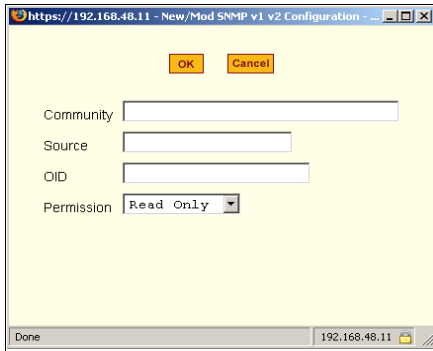 https://192.168.48.11 - New/Mod SNMP v1 v2 Configuration - ...
OK Cancel
Community
Source
OID
Permission Read Only
Done 192.168.48.11